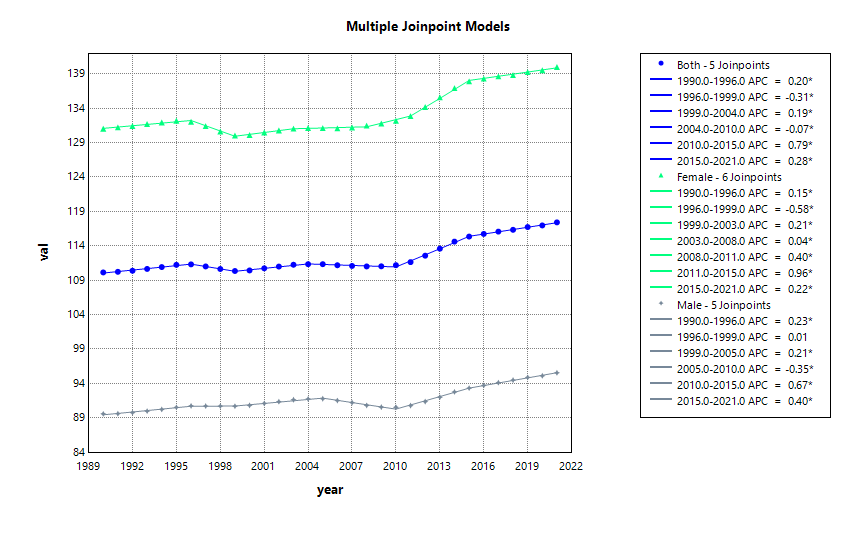 Multiple Joinpoint Models
139
134
129
124
119
114
109
104
99
94
89
84
val
1989 1992 1995 1998 2001 2004 2007 2010 2013 2016 2019 2022
year
Both - 5 Joinpoints
1990.0-1996.0 APC = 0.20*
1996.0-1999.0 APC = -0.31*
1999.0-2004.0 APC = 0.19*
2004.0-2010.0 APC = -0.07*
2010.0-2015.0 APC = 0.79*
2015.0-2021.0 APC = 0.28*
Female - 6 Joinpoints
1990.0-1996.0 APC = 0.15*
1996.0-1999.0 APC = -0.58*
1999.0-2003.0 APC = 0.21*
2003.0-2008.0 APC = 0.04*
2008.0-2011.0 APC = 0.40*
2011.0-2015.0 APC = 0.96*
2015.0-2021.0 APC = 0.22*
Male - 5 Joinpoints
1990.0-1996.0 APC = 0.23*
1996.0-1999.0 APC = 0.01
1999.0-2005.0 APC = 0.21*
2005.0-2010.0 APC = -0.35*
2010.0-2015.0 APC = 0.67*
2015.0-2021.0 APC = 0.40*